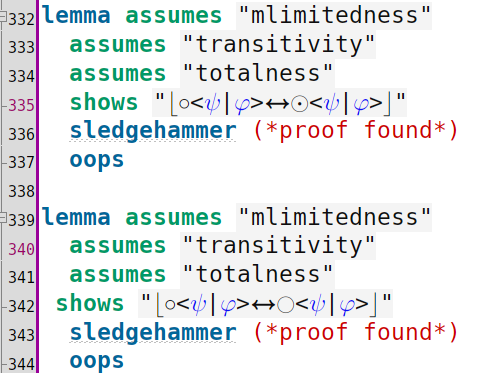 332 lemma assumes "mlimitedness"
333 assumes "transitivity"
334 assumes "totalness"
335 shows "⌊○<ψ|φ>↔⊙<ψ|φ>⌋"
336 sledgehammer (*proof found*)
337 oops
338
339 lemma assumes "mlimitedness"
340 assumes "transitivity"
341 assumes "totalness"
342 shows "⌊○<ψ|φ>↔◯<ψ|φ>⌋"
343 sledgehammer (*proof found*)
344 oops